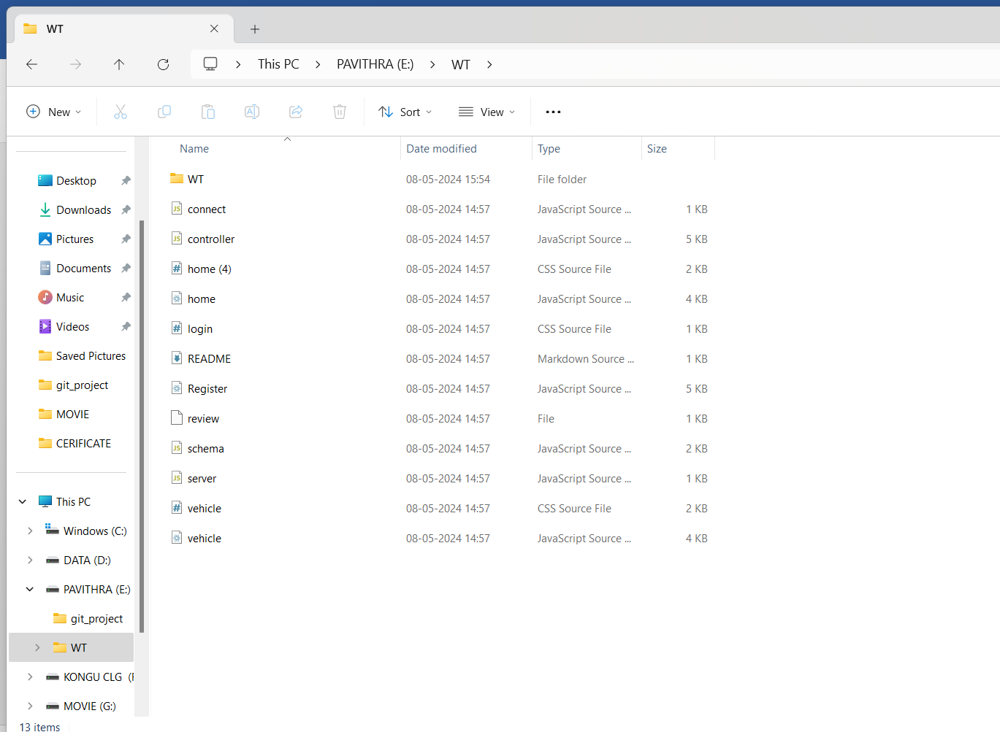 WT
This PC > PAVITHRA (E:) > WT >
New Sort View
Name Date modified Type Size
WT 08-05-2024 15:54 File folder
connect 08-05-2024 14:57 JavaScript Source ... 1 KB
controller 08-05-2024 14:57 JavaScript Source ... 5 KB
home (4) 08-05-2024 14:57 CSS Source File 2 KB
home 08-05-2024 14:57 JavaScript Source ... 4 KB
login 08-05-2024 14:57 CSS Source File 1 KB
README 08-05-2024 14:57 Markdown Source ... 1 KB
Register 08-05-2024 14:57 JavaScript Source ... 5 KB
review 08-05-2024 14:57 File 1 KB
schema 08-05-2024 14:57 JavaScript Source ... 2 KB
server 08-05-2024 14:57 JavaScript Source ... 1 KB
vehicle 08-05-2024 14:57 CSS Source File 2 KB
vehicle 08-05-2024 14:57 JavaScript Source ... 4 KB
Desktop
Downloads
Pictures
Documents
Music
Videos
Saved Pictures
git_project
MOVIE
CERIFICATE
This PC
Windows (C:)
DATA (D:)
PAVITHRA (E:)
git_project
WT
KONGU CLG
MOVIE (G:)
13 items